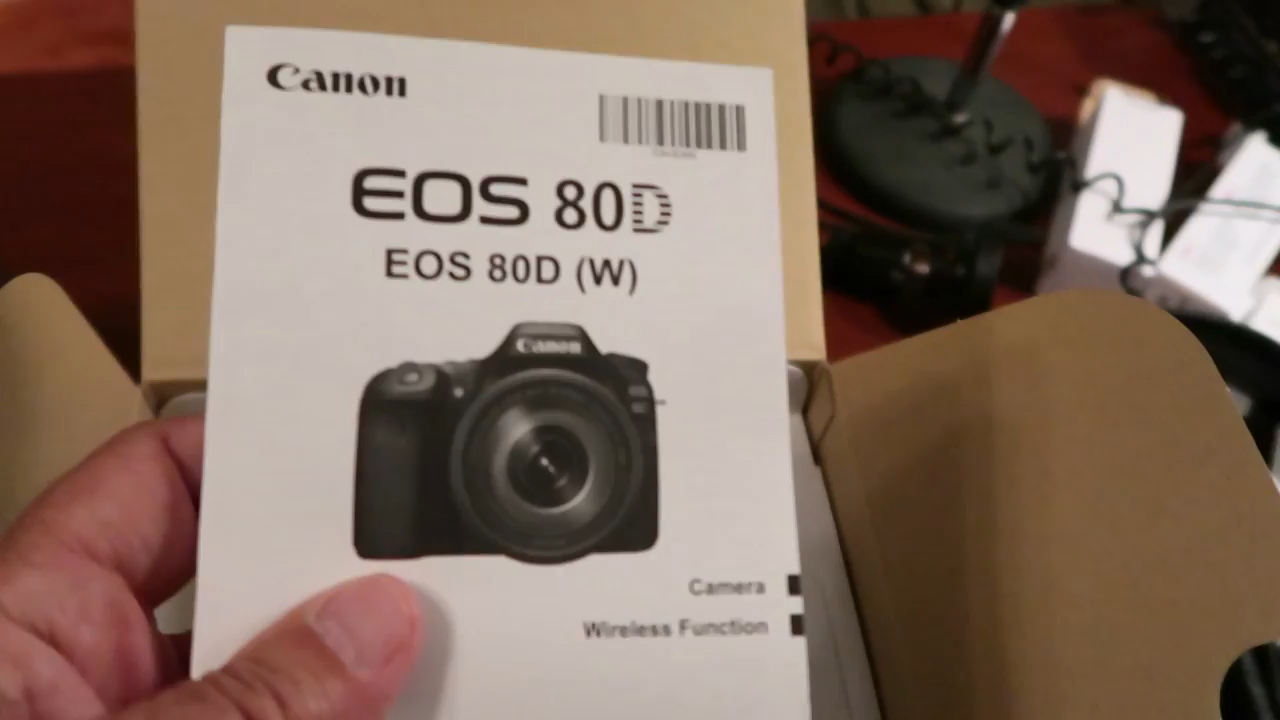 Canon
EOS 80D
EOS 80D (W)
Canon
Camera
Wireless Function